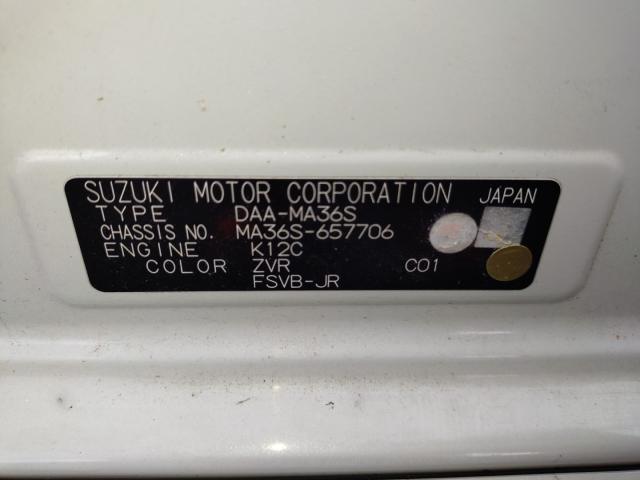 SUZUKI MOTOR CORPORATION JAPAN
TYPE DAA-MA36S
CHASSIS NO. MA36S-657706
ENGINE K12C
COLOR ZVR C01
FSVB-JR